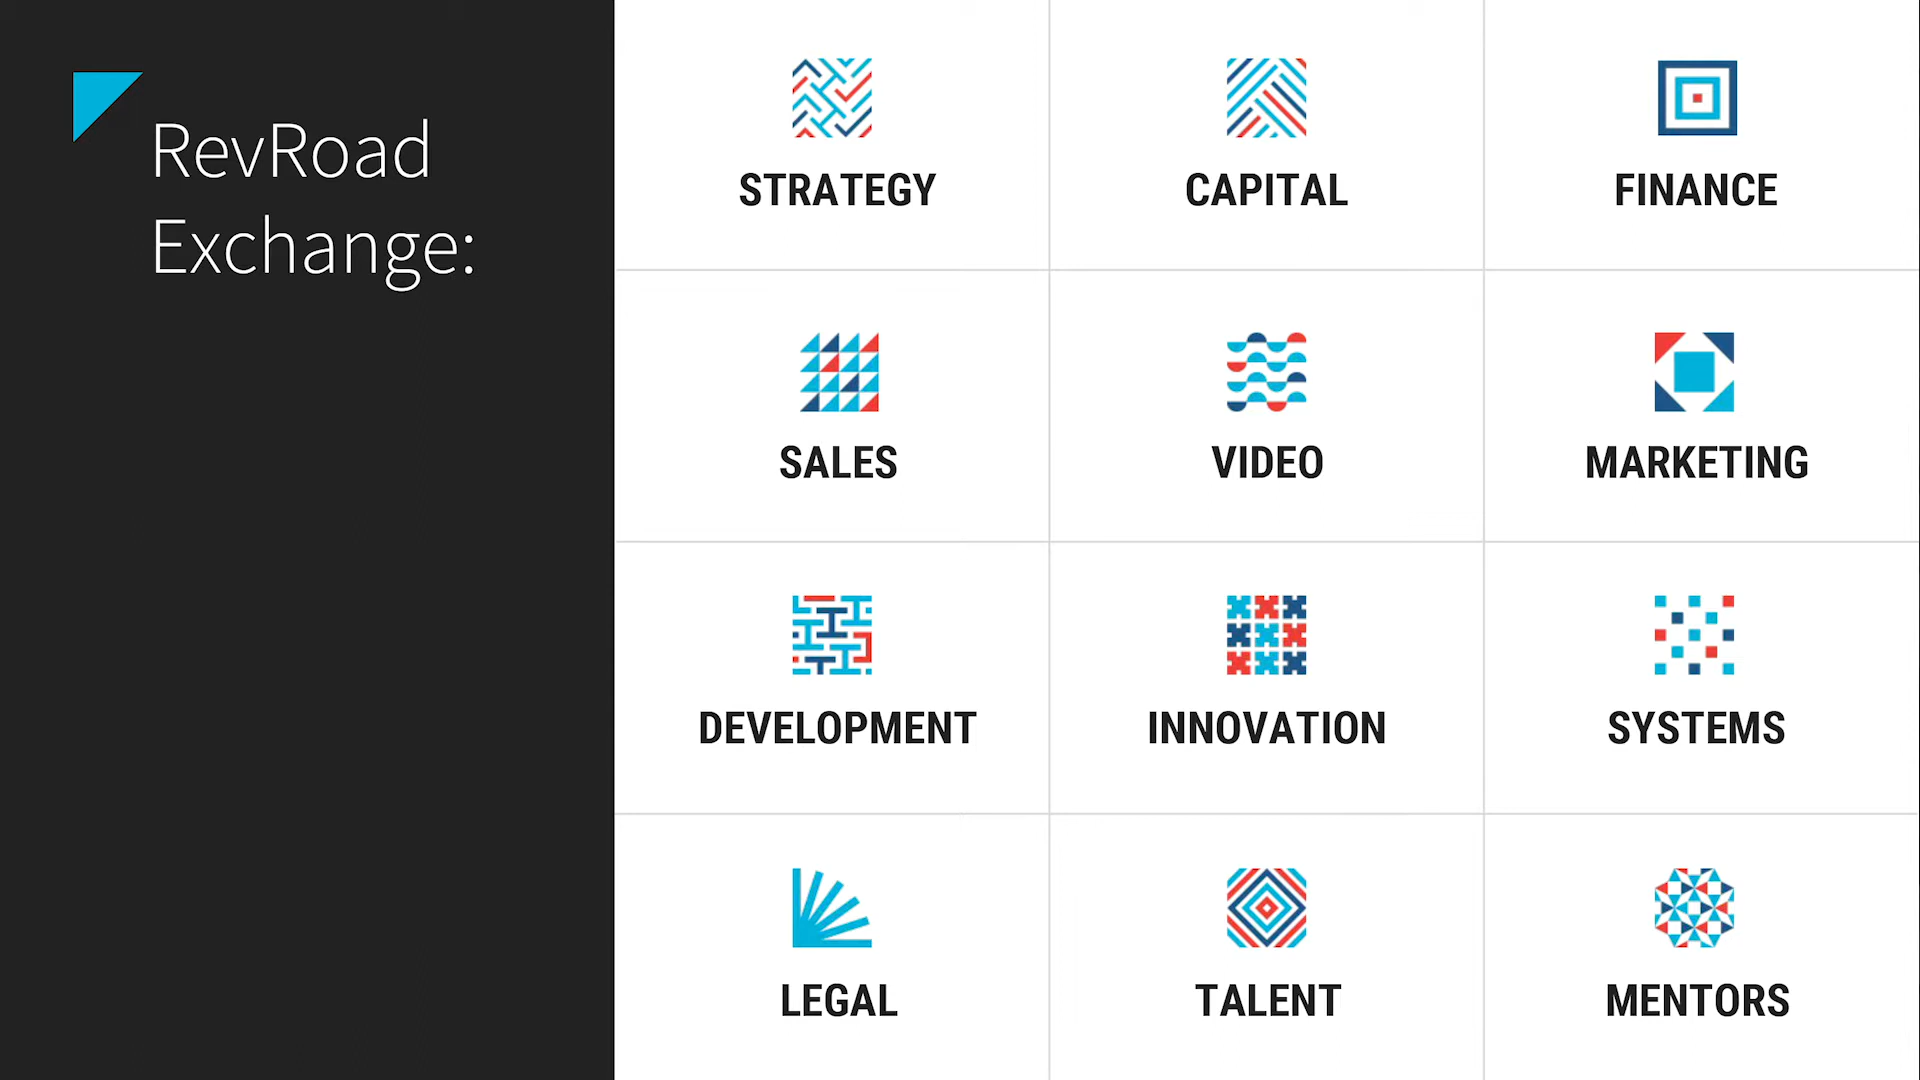 RevRoad
Exchange:
STRATEGY
CAPITAL
FINANCE
SALES
VIDEO
MARKETING
DEVELOPMENT
INNOVATION
SYSTEMS
LEGAL
TALENT
MENTORS